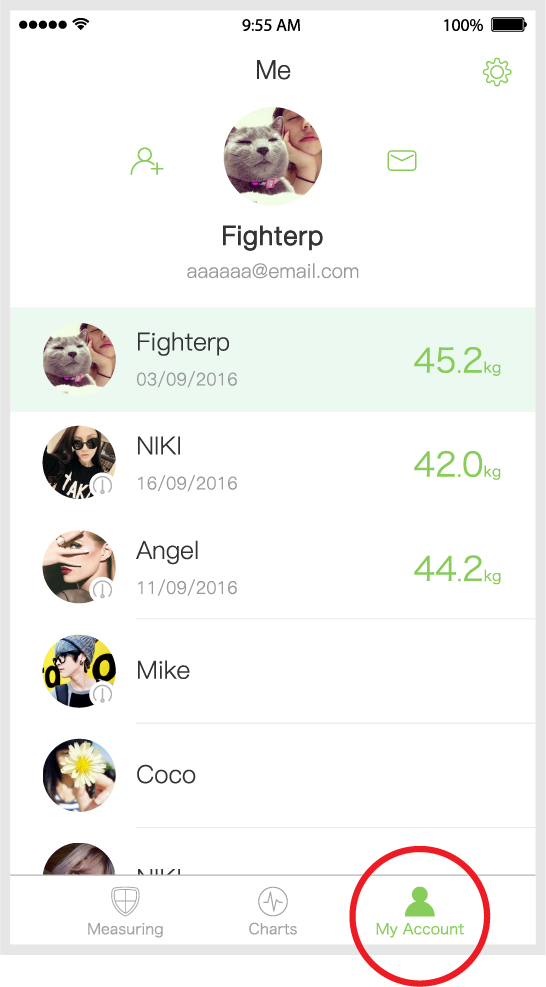 9:55 AM
100%
Me
Fighterp
aaaaaa@email.com
Fighterp
03/09/2016
45.2kg
NIKI
16/09/2016
42.0kg
Angel
11/09/2016
44.2kg
Mike
Coco
NIKI
Measuring
Charts
My Account